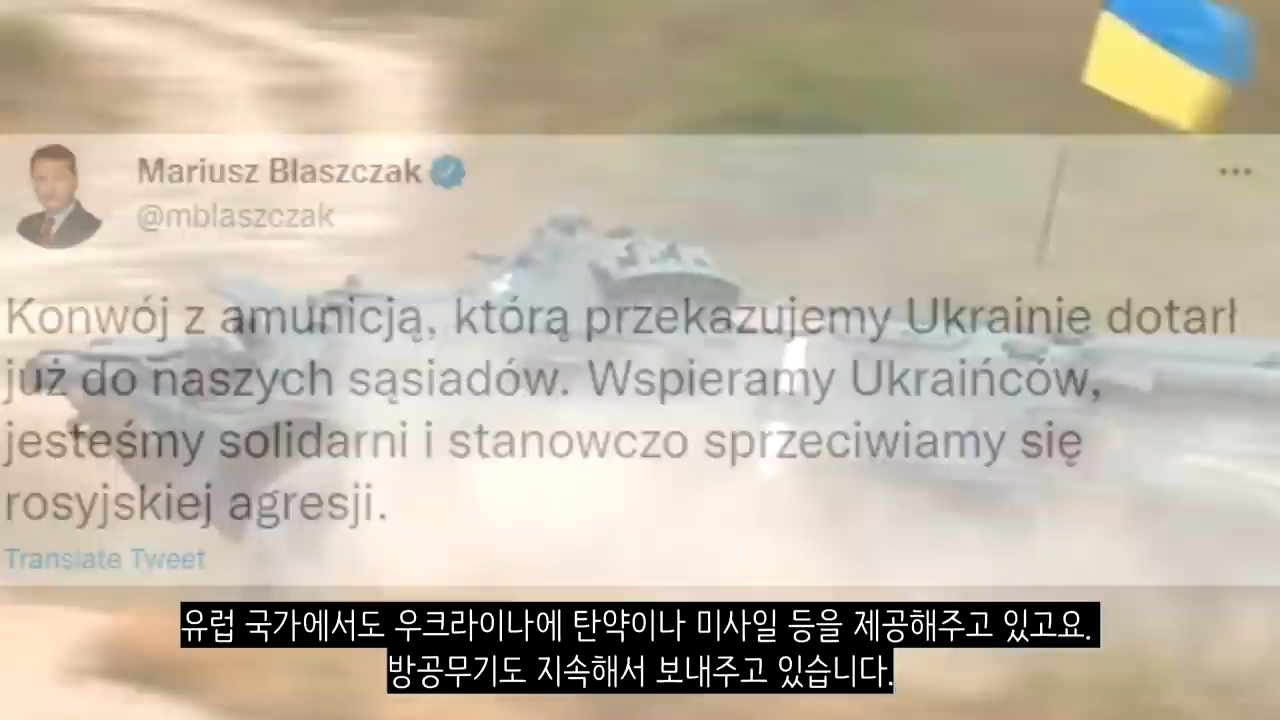 Mariusz Blaszczak
@mblaszczak
Konwój z amunicją, którą przekazujemy Ukrainie dotarł
już do naszych sąsiadów. Wspieramy Ukraińców,
jesteśmy solidarni i stanowczo sprzeciwiamy się
rosyjskiej agresji.
Translate Tweet
유럽 국가에서도 우크라이나에 탄약이나 미사일 등을 제공해주고 있고요.
방공무기도 지속해서 보내주고 있습니다.